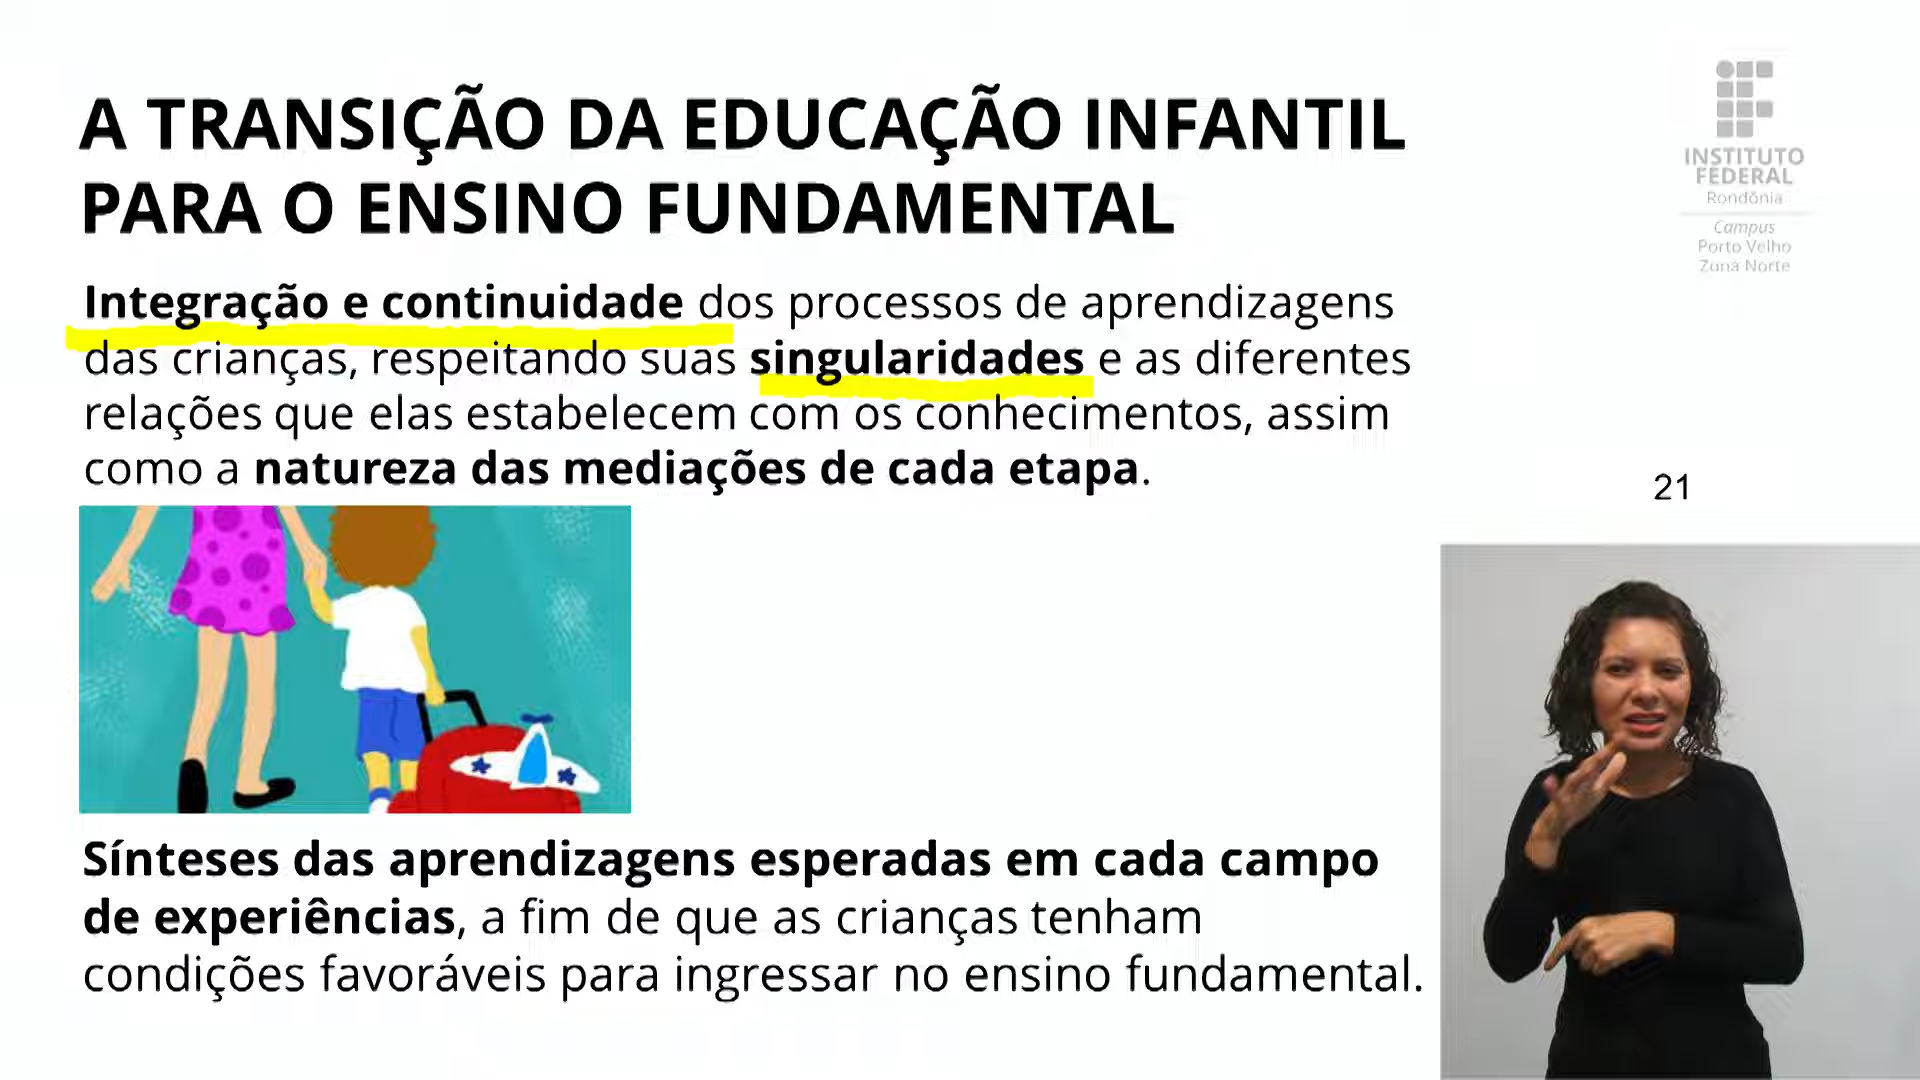 A TRANSIÇÃO DA EDUCAÇÃO INFANTIL
PARA O ENSINO FUNDAMENTAL
INSTITUTO
FEDERAL
Rondônia
Campus
Porto Velho
Zona Norte
Integração e continuidade dos processos de aprendizagens
das crianças, respeitando suas singularidades e as diferentes
relações que elas estabelecem com os conhecimentos, assim
como a natureza das mediações de cada etapa.
21
Sínteses das aprendizagens esperadas em cada campo
de experiências, a fim de que as crianças tenham
condições favoráveis para ingressar no ensino fundamental.